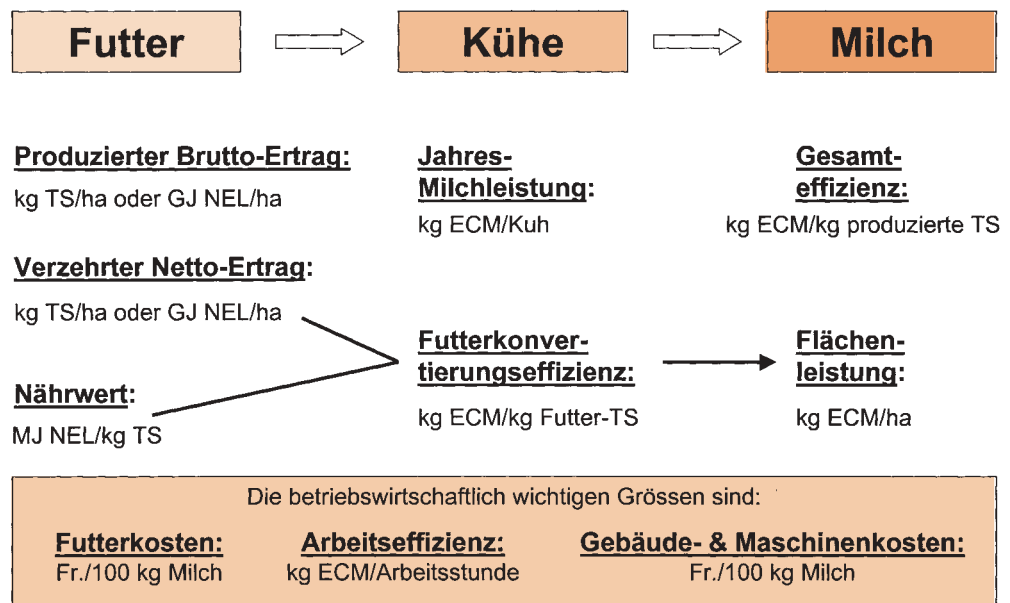 Futter
Kühe
Milch
Produzierter Brutto-Ertrag:
kg TS/ha oder GJ NEL/ha
Verzehrter Netto-Ertrag:
kg TS/ha oder GJ NEL/ha
Nährwert:
MJ NEL/kg TS
Jahres-
Milchleistung:
kg ECM/Kuh
Futterkonver-
tierungseffizienz:
kg ECM/kg Futter-TS
Gesamt-
effizienz:
kg ECM/kg produzierte TS
Flächen-
leistung:
kg ECM/ha
Die betriebswirtschaftlich wichtigen Grössen sind:
Futterkosten:
Fr./100 kg Milch
Arbeitseffizienz:
kg ECM/Arbeitsstunde
Gebäude- & Maschinenkosten:
Fr./100 kg Milch